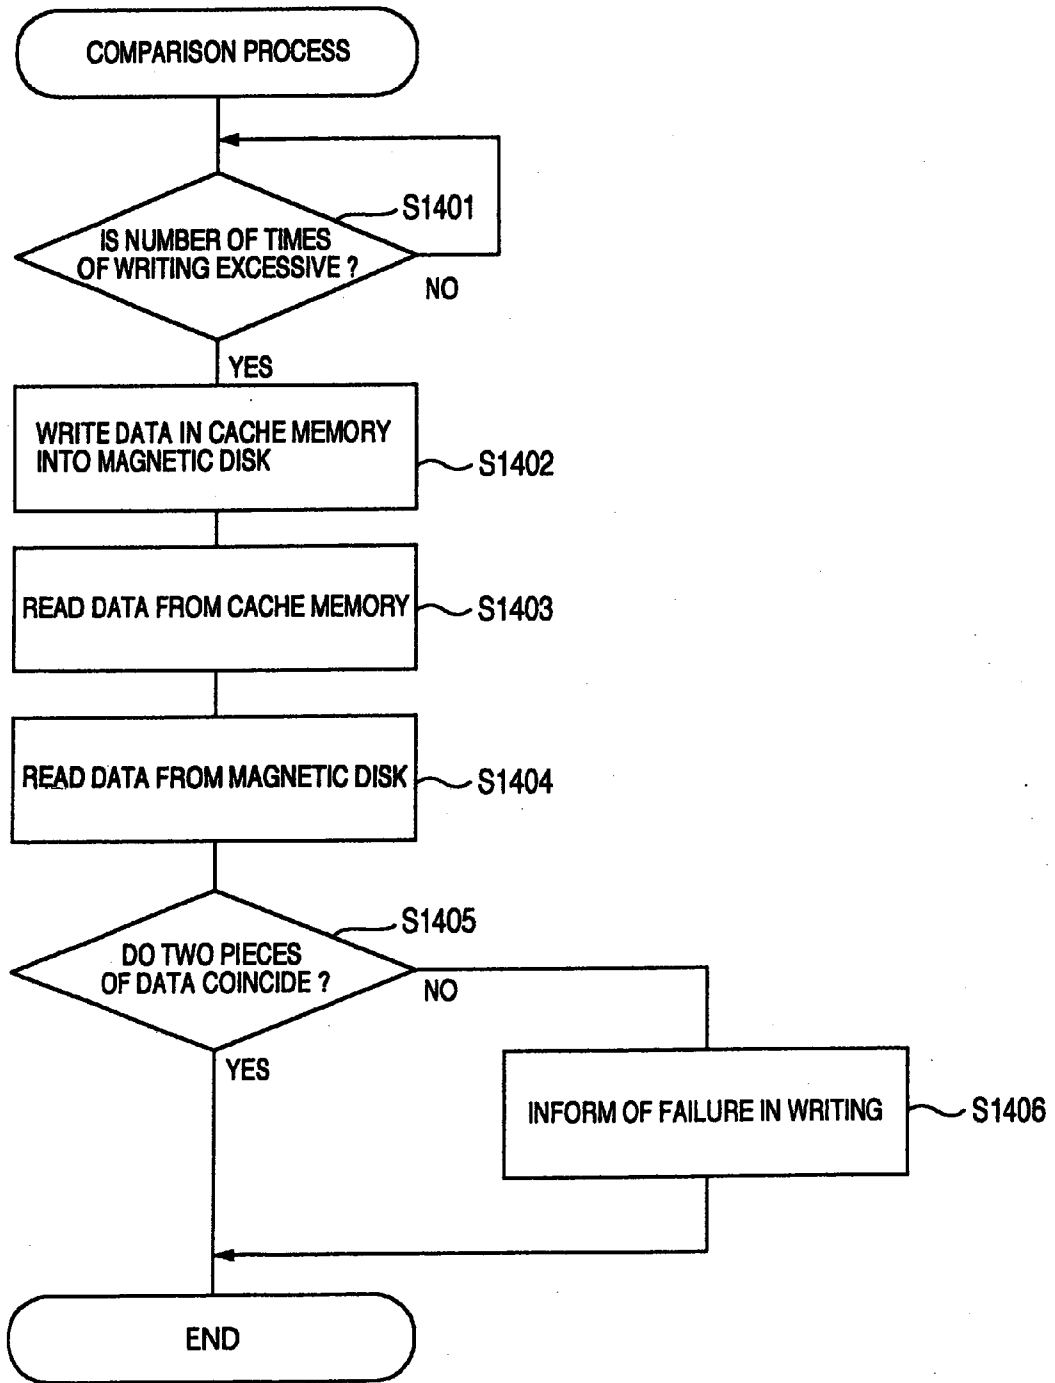 COMPARISON PROCESS
S1401
IS NUMBER OF TIMES
OF WRITING EXCESSIVE ?
NO
YES
WRITE DATA IN CACHE MEMORY
INTO MAGNETIC DISK
S1402
READ DATA FROM CACHE MEMORY
S1403
READ DATA FROM MAGNETIC DISK
S1404
S1405
DO TWO PIECES
OF DATA COINCIDE ?
NO
YES
INFORM OF FAILURE IN WRITING
S1406
END